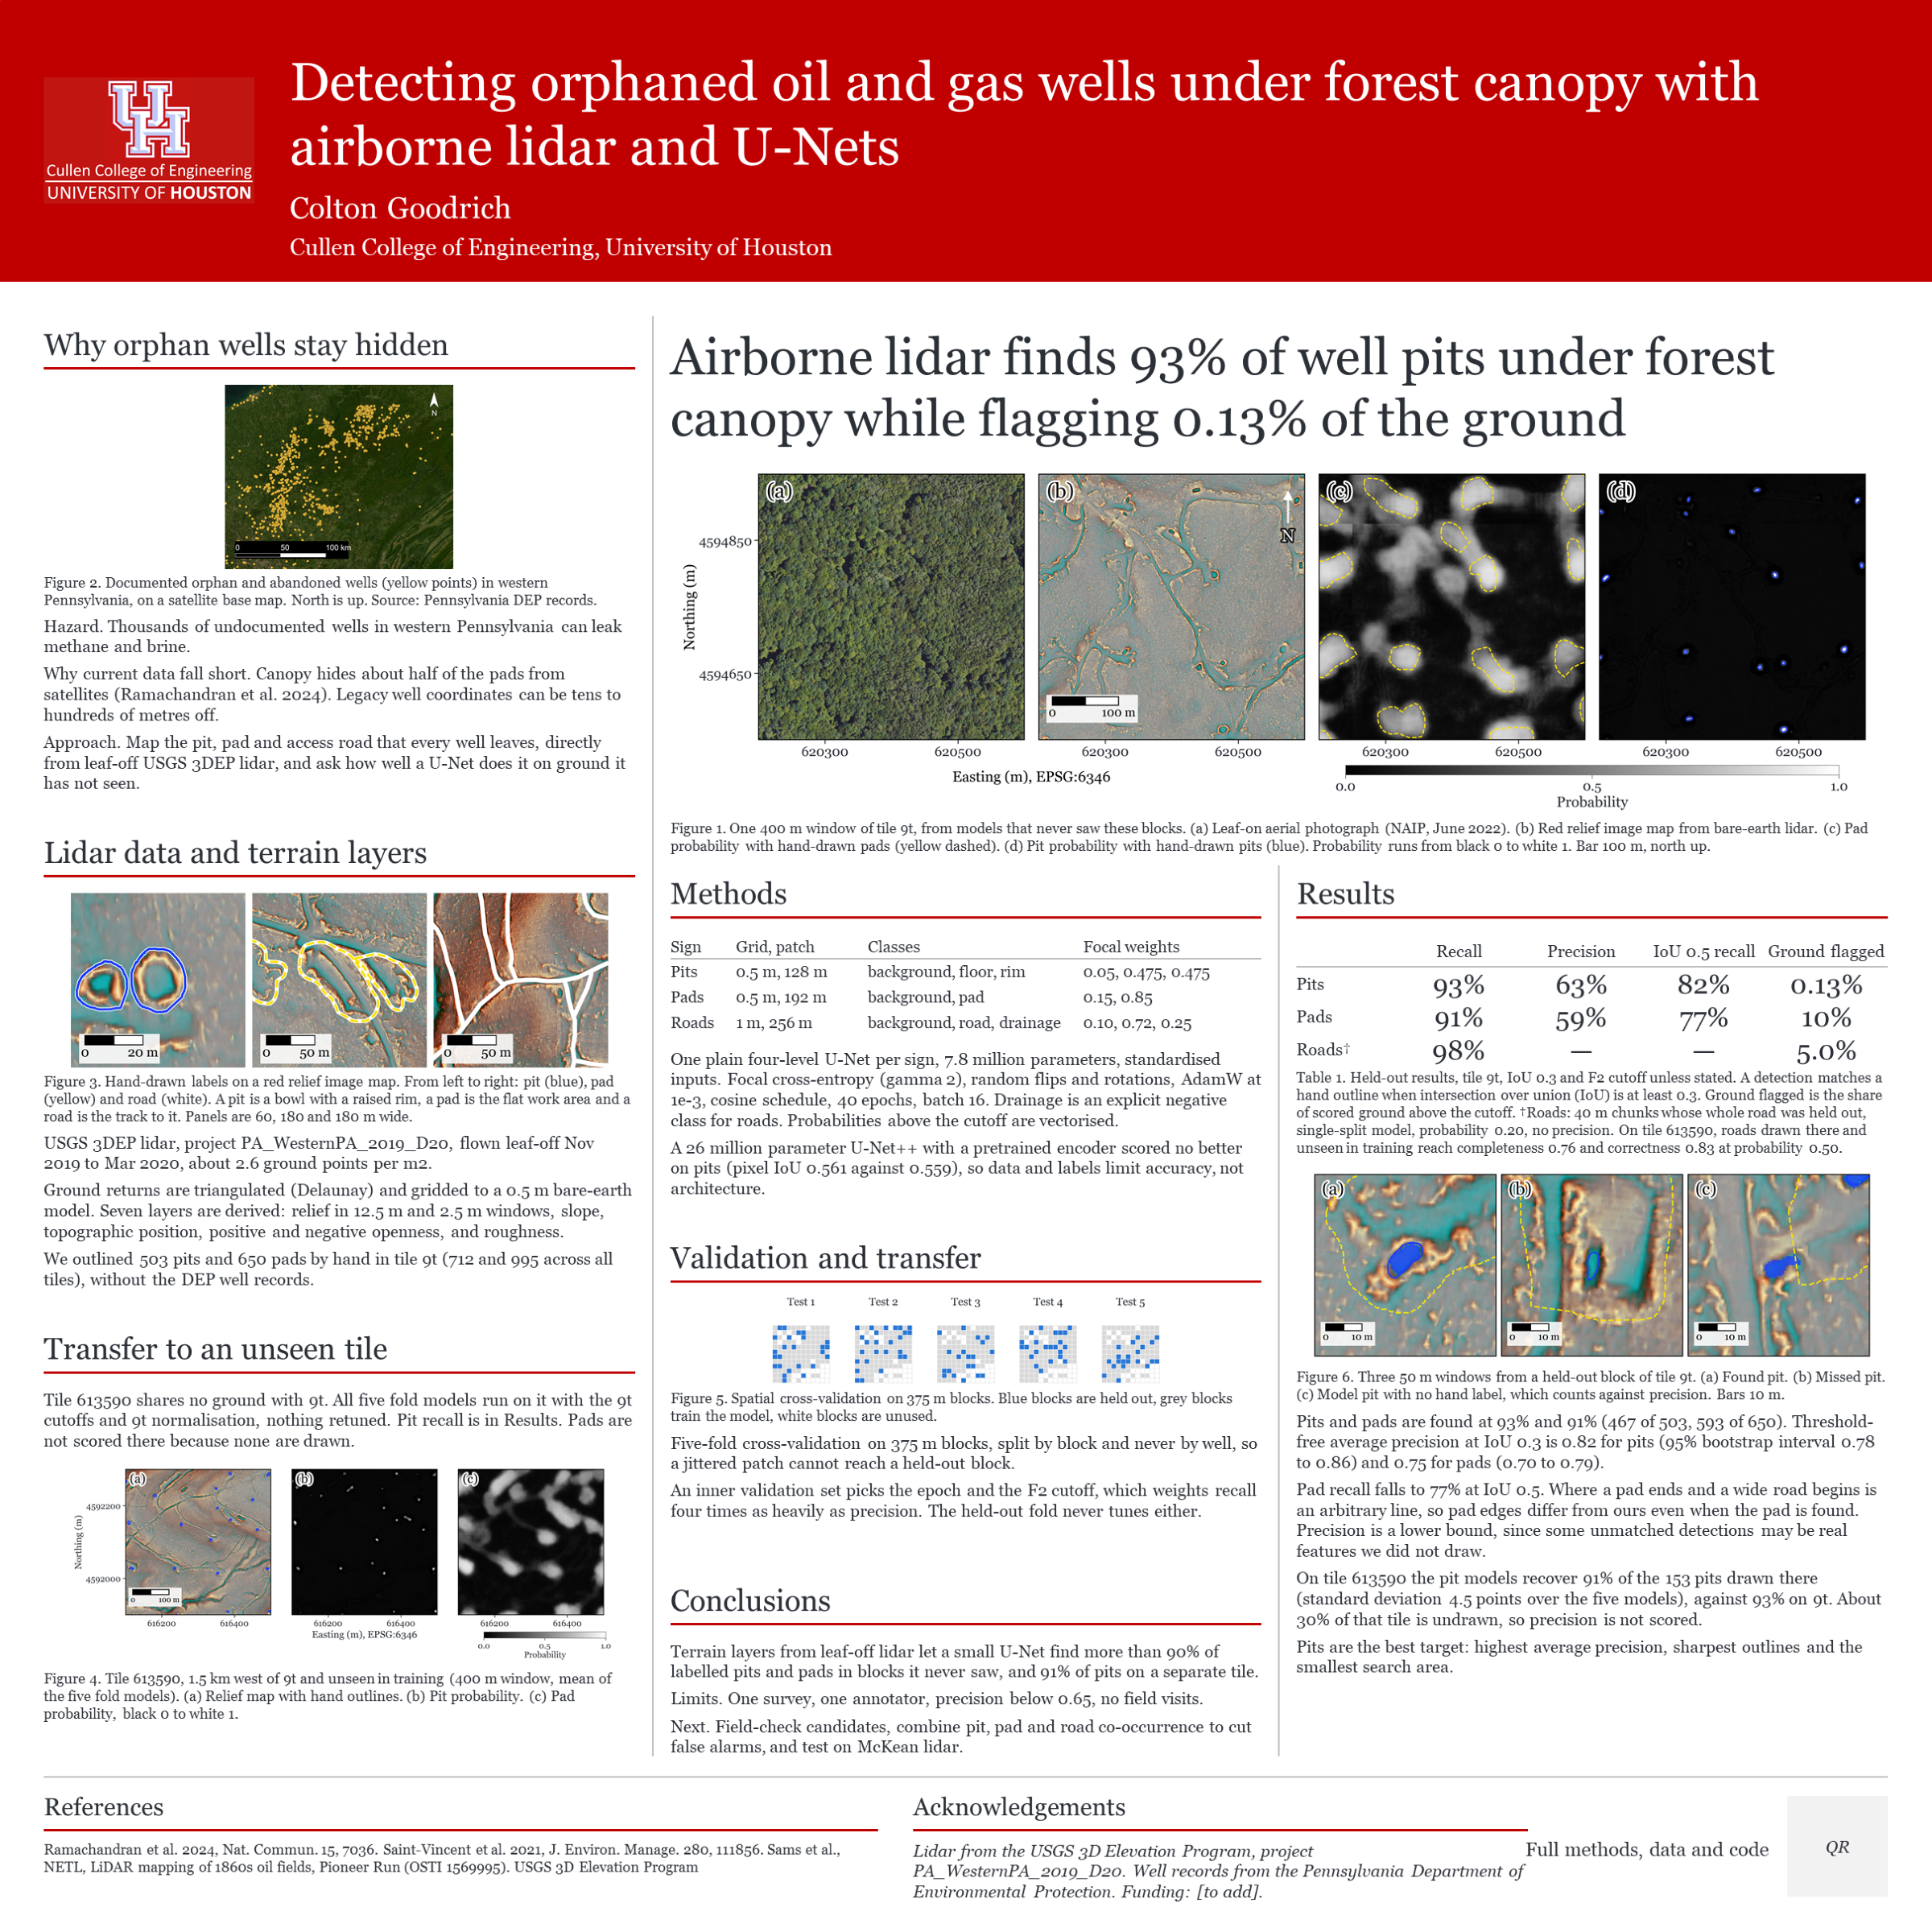 Cullen College of Engineering
UNIVERSITY OF HOUSTON
Detecting orphaned oil and gas wells under forest canopy with
airborne lidar and U-Nets
Colton Goodrich
Cullen College of Engineering, University of Houston
Why orphan wells stay hidden
N
0 50 100 km
Figure 2. Documented orphan and abandoned wells (yellow points) in western
Pennsylvania, on a satellite base map. North is up. Source: Pennsylvania DEP records.
Hazard. Thousands of undocumented wells in western Pennsylvania can leak
methane and brine.
Why current data fall short. Canopy hides about half of the pads from
satellites (Ramachandran et al. 2024). Legacy well coordinates can be tens to
hundreds of metres off.
Approach. Map the pit, pad and access road that every well leaves, directly
from leaf-off USGS 3DEP lidar, and ask how well a U-Net does it on ground it
has not seen.
Lidar data and terrain layers
0 20 m
0 50 m
0 50 m
Figure 3. Hand-drawn labels on a red relief image map. From left to right: pit (blue), pad
(yellow) and road (white). A pit is a bowl with a raised rim, a pad is the flat work area and a
road is the track to it. Panels are 60, 180 and 180 m wide.
USGS 3DEP lidar, project PA_WesternPA_2019_D20, flown leaf-off Nov
2019 to Mar 2020, about 2.6 ground points per m2.
Ground returns are triangulated (Delaunay) and gridded to a 0.5 m bare-earth
model. Seven layers are derived: relief in 12.5 m and 2.5 m windows, slope,
topographic position, positive and negative openness, and roughness.
We outlined 503 pits and 650 pads by hand in tile 9t (712 and 995 across all
tiles), without the DEP well records.
Transfer to an unseen tile
Tile 613590 shares no ground with 9t. All five fold models run on it with the 9t
cutoffs and 9t normalisation, nothing retuned. Pit recall is in Results. Pads are
not scored there because none are drawn.
(a) (b) (c)
4592200
4592000
Northing (m)
0 100 m
616200 616400 616200 616400 616200 616400
Easting (m), EPSG:6346
0.0 0.5 1.0
Probability
Figure 4. Tile 613590, 1.5 km west of 9t and unseen in training (400 m window, mean of
the five fold models). (a) Relief map with hand outlines. (b) Pit probability. (c) Pad
probability, black 0 to white 1.
Airborne lidar finds 93% of well pits under forest
canopy while flagging 0.13% of the ground
(a) (b) (c) (d)
N
4594850
4594650
Northing (m)
0 100 m
620300 620500 620300 620500 620300 620500 620300 620500
Easting (m), EPSG:6346
0.0 0.5 1.0
Probability
Figure 1. One 400 m window of tile 9t, from models that never saw these blocks. (a) Leaf-on aerial photograph (NAIP, June 2022). (b) Red relief image map from bare-earth lidar. (c) Pad
probability with hand-drawn pads (yellow dashed). (d) Pit probability with hand-drawn pits (blue). Probability runs from black 0 to white 1. Bar 100 m, north up.
Methods
Sign Grid, patch Classes Focal weights
Pits 0.5 m, 128 m background, floor, rim 0.05, 0.475, 0.475
Pads 0.5 m, 192 m background, pad 0.15, 0.85
Roads 1 m, 256 m background, road, drainage 0.10, 0.72, 0.25
One plain four-level U-Net per sign, 7.8 million parameters, standardised
inputs. Focal cross-entropy (gamma 2), random flips and rotations, AdamW at
1e-3, cosine schedule, 40 epochs, batch 16. Drainage is an explicit negative
class for roads. Probabilities above the cutoff are vectorised.
A 26 million parameter U-Net++ with a pretrained encoder scored no better
on pits (pixel IoU 0.561 against 0.559), so data and labels limit accuracy, not
architecture.
Validation and transfer
Test 1 Test 2 Test 3 Test 4 Test 5
Figure 5. Spatial cross-validation on 375 m blocks. Blue blocks are held out, grey blocks
train the model, white blocks are unused.
Five-fold cross-validation on 375 m blocks, split by block and never by well, so
a jittered patch cannot reach a held-out block.
An inner validation set picks the epoch and the F2 cutoff, which weights recall
four times as heavily as precision. The held-out fold never tunes either.
Conclusions
Terrain layers from leaf-off lidar let a small U-Net find more than 90% of
labelled pits and pads in blocks it never saw, and 91% of pits on a separate tile.
Limits. One survey, one annotator, precision below 0.65, no field visits.
Next. Field-check candidates, combine pit, pad and road co-occurrence to cut
false alarms, and test on McKean lidar.
Results
Recall Precision IoU 0.5 recall Ground flagged
Pits 93% 63% 82% 0.13%
Pads 91% 59% 77% 10%
Roads† 98% — — 5.0%
Table 1. Held-out results, tile 9t, IoU 0.3 and F2 cutoff unless stated. A detection matches a
hand outline when intersection over union (IoU) is at least 0.3. Ground flagged is the share
of scored ground above the cutoff. †Roads: 40 m chunks whose whole road was held out,
single-split model, probability 0.20, no precision. On tile 613590, roads drawn there and
unseen in training reach completeness 0.76 and correctness 0.83 at probability 0.50.
(a) (b) (c)
0 10 m 0 10 m 0 10 m
Figure 6. Three 50 m windows from a held-out block of tile 9t. (a) Found pit. (b) Missed pit.
(c) Model pit with no hand label, which counts against precision. Bars 10 m.
Pits and pads are found at 93% and 91% (467 of 503, 593 of 650). Threshold-
free average precision at IoU 0.3 is 0.82 for pits (95% bootstrap interval 0.78
to 0.86) and 0.75 for pads (0.70 to 0.79).
Pad recall falls to 77% at IoU 0.5. Where a pad ends and a wide road begins is
an arbitrary line, so pad edges differ from ours even when the pad is found.
Precision is a lower bound, since some unmatched detections may be real
features we did not draw.
On tile 613590 the pit models recover 91% of the 153 pits drawn there
(standard deviation 4.5 points over the five models), against 93% on 9t. About
30% of that tile is undrawn, so precision is not scored.
Pits are the best target: highest average precision, sharpest outlines and the
smallest search area.
References
Ramachandran et al. 2024, Nat. Commun. 15, 7036. Saint-Vincent et al. 2021, J. Environ. Manage. 280, 111856. Sams et al.,
NETL, LiDAR mapping of 1860s oil fields, Pioneer Run (OSTI 1569995). USGS 3D Elevation Program
Acknowledgements
Lidar from the USGS 3D Elevation Program, project
PA_WesternPA_2019_D20. Well records from the Pennsylvania Department of
Environmental Protection. Funding: [to add].
Full methods, data and code
QR